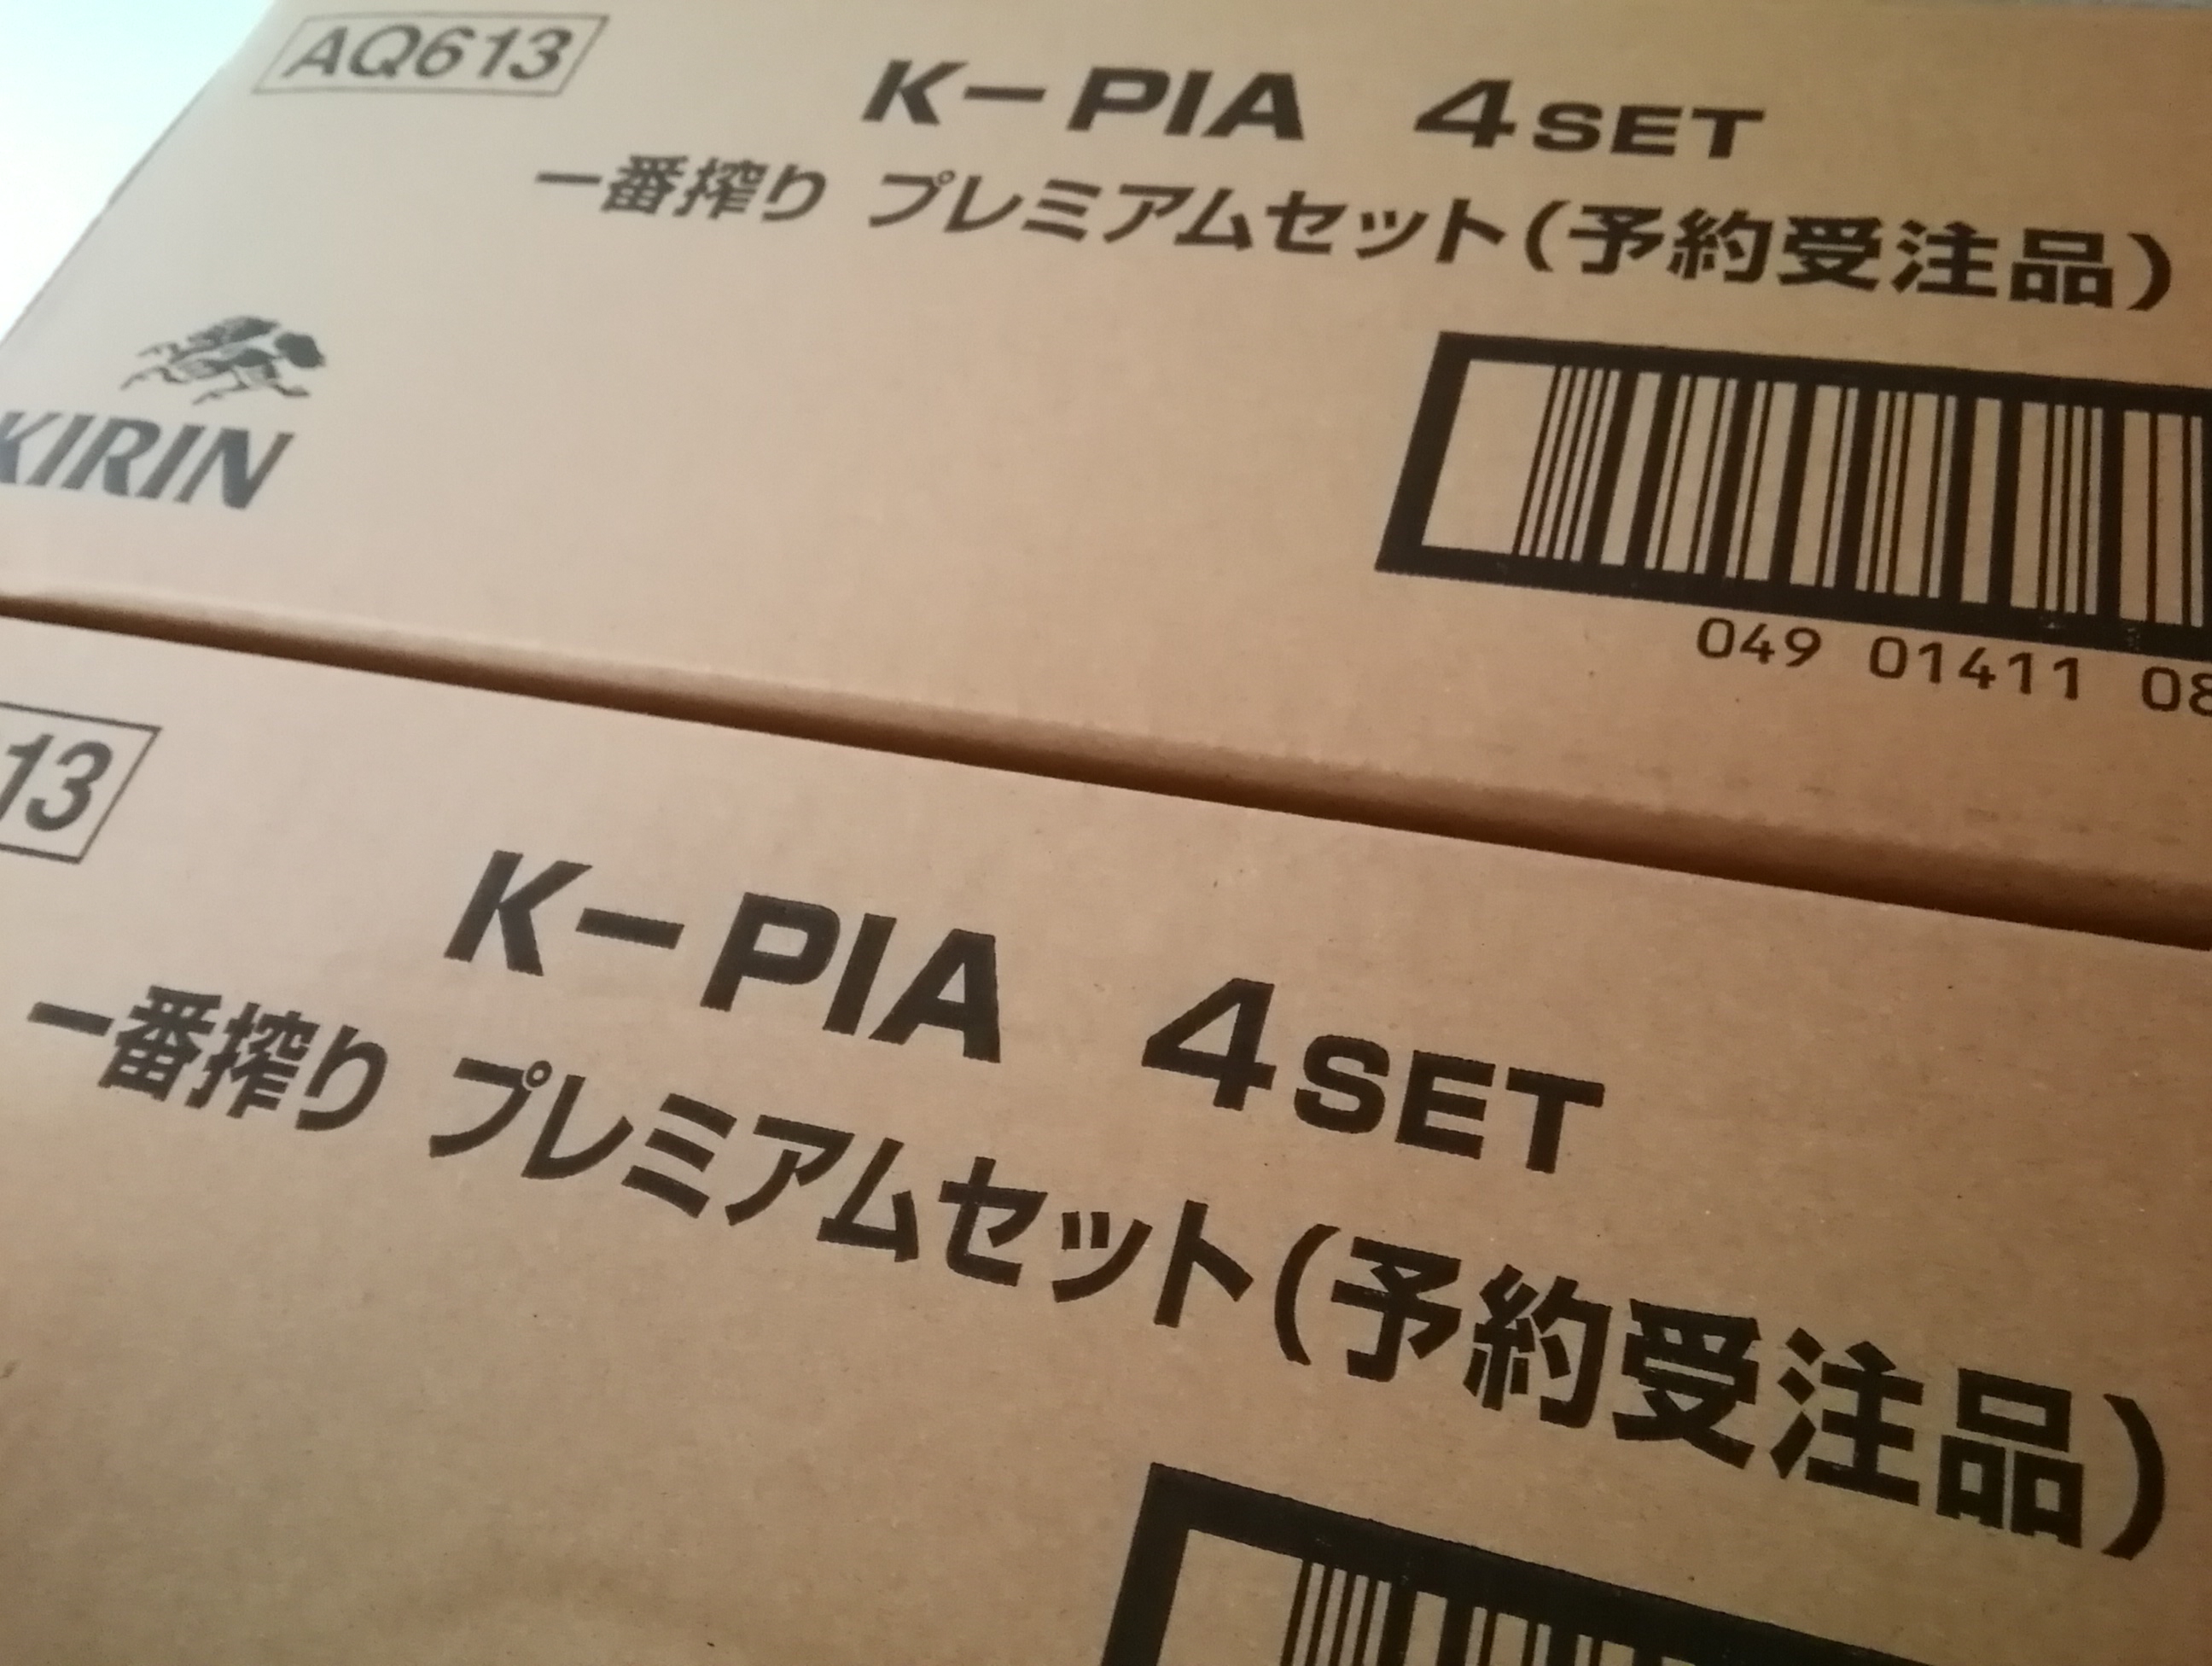 AQ613
K-PIA 4SET
一番搾り プレミアムセット(予約受注品)
KIRIN
049 01411 08
13
K-PIA 4SET
一番搾り プレミアムセット(予約受注品)